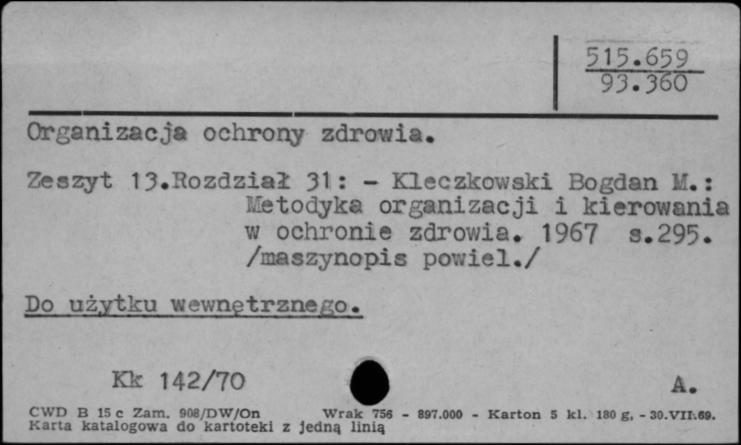 515.659
93.360
Organizacja ochrony zdrowia.
Zeszyt 13.Rozdział 31: - Kleczkowski Bogdan M.:
Metodyka organizacji i kierowania
w ochronie zdrowia. 1967 s.295.
/maszynopis powiel./
Do użytku wewnętrznego.
Kk 142/70
A.
CWD B 15 c Zam. 908/DW/On Wrak 756 - 897.000 - Karton 5 kl. 180 g, - 30.VII.69.
Karta katalogowa do kartoteki z jedną linią